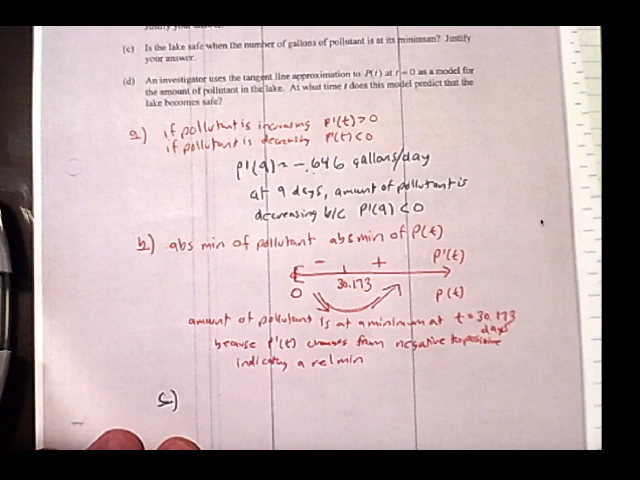 (c) Is the lake safe when the number of gallons of pollutant is at its minimum? Justify
your answer.
(d) An investigator uses the tangent line approximation to P(t) at t = 0 as a model for
the amount of pollutant in the lake. At what time t does this model predict that the
lake becomes safe?
a) if pollutant is increasing P'(t)>0
if pollutant is decreasing P'(t)<0
P'(9)=-.646 gallons/day
at 9 days, amount of pollutant is
decreasing b/c P'(9)<0
b) abs min of pollutant abs min of P(t)
- + P'(t)
0 30.173 P(t)
amount of pollutant is at a minimum at t=30.173
days
because P'(t) changes from negative to positive
indicating a rel min
c)